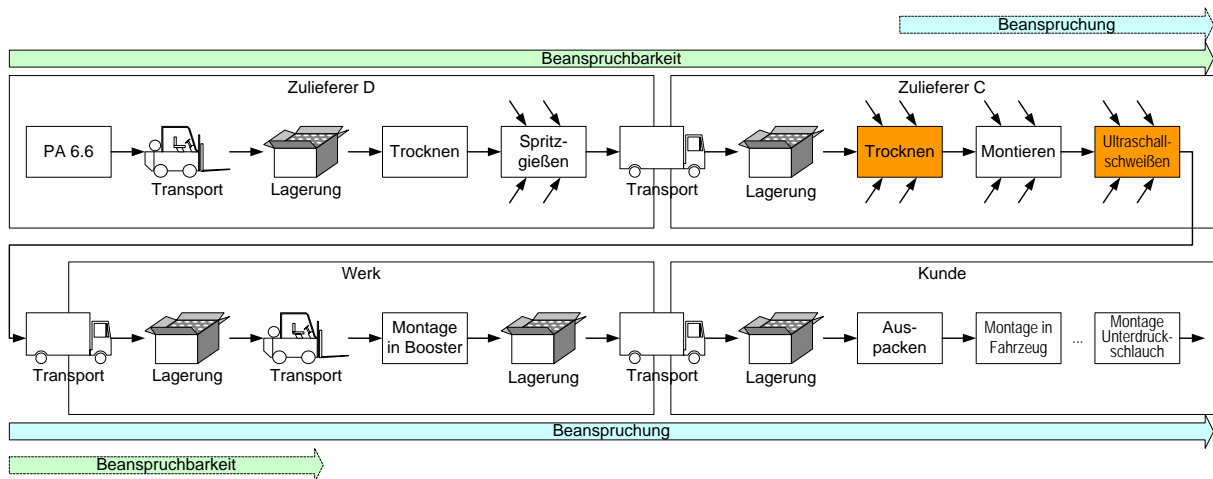 Beanspruchung
Beanspruchbarkeit
Zulieferer D
Zulieferer C
PA 6.6
Transport
Lagerung
Trocknen
Spritz-
gießen
Transport
Lagerung
Trocknen
Montieren
Ultraschall-
schweißen
Werk
Kunde
Transport
Lagerung
Transport
Montage
in Booster
Lagerung
Transport
Lagerung
Aus-
packen
Montage in
Fahrzeug
...
Montage
Unterdruck-
schlauch
Beanspruchung
Beanspruchbarkeit